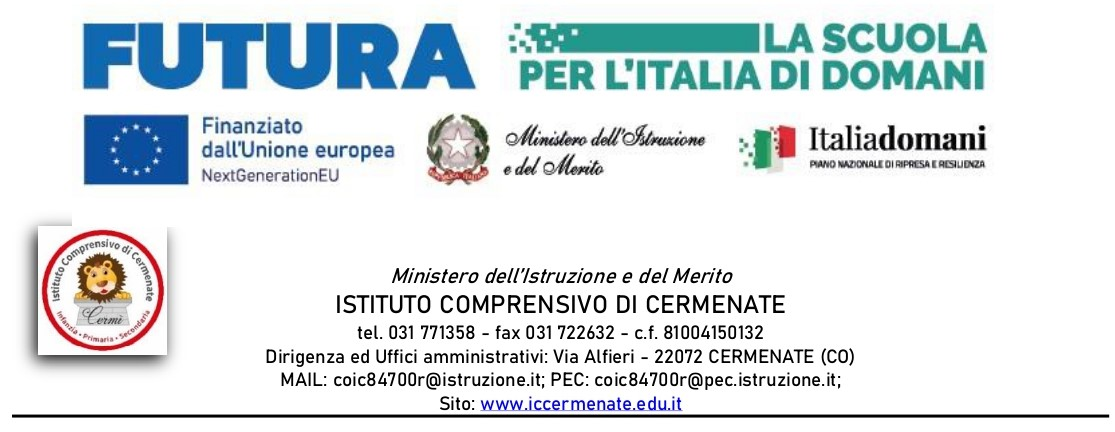 FUTURA
LA SCUOLA
PER L'ITALIA DI DOMANI
Finanziato
dall'Unione europea
NextGenerationEU
REPVBBLICA ITALIANA
Ministero dell'Istruzione
e del Merito
Italiadomani
PIANO NAZIONALE DI RIPRESA E RESILIENZA
Istituto Comprensivo di Cermenate
Cermi
Infanzia • Primaria • Secondaria
Ministero dell'Istruzione e del Merito
ISTITUTO COMPRENSIVO DI CERMENATE
tel. 031 771358 - fax 031 722632 - c.f. 81004150132
Dirigenza ed Uffici amministrativi: Via Alfieri - 22072 CERMENATE (CO)
MAIL: coic84700r@istruzione.it; PEC: coic84700r@pec.istruzione.it;
Sito: www.iccermenate.edu.it